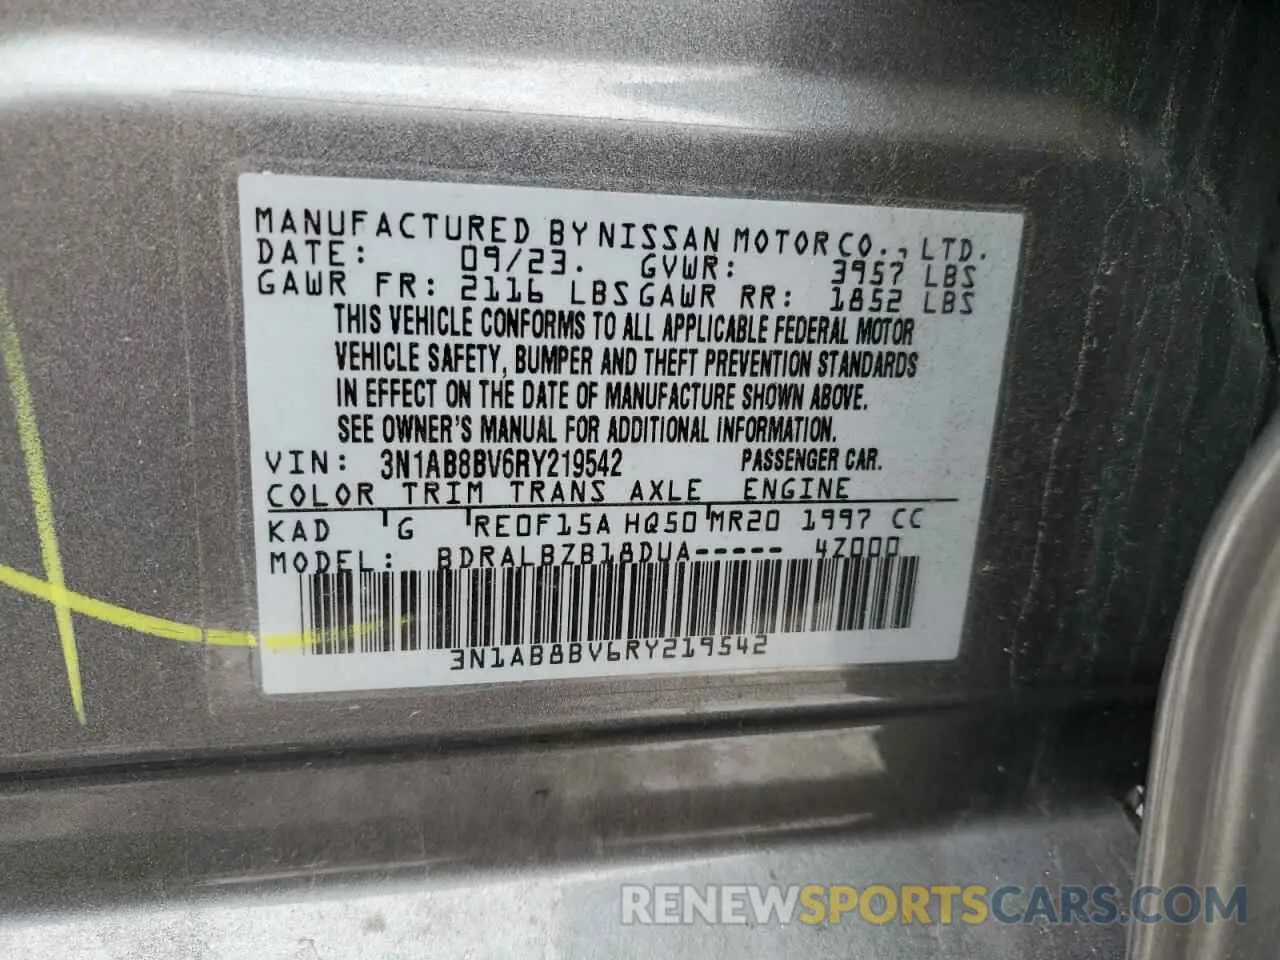 MANUFACTURED BY NISSAN MOTOR CO., LTD.
DATE: 09/23. GVWR: 3957 LBS
GAWR FR: 2116 LBS GAWR RR: 1852 LBS
THIS VEHICLE CONFORMS TO ALL APPLICABLE FEDERAL MOTOR
VEHICLE SAFETY, BUMPER AND THEFT PREVENTION STANDARDS
IN EFFECT ON THE DATE OF MANUFACTURE SHOWN ABOVE.
SEE OWNER'S MANUAL FOR ADDITIONAL INFORMATION.
VIN: 3N1AB8BV6RY219542 PASSENGER CAR.
COLOR TRIM TRANS AXLE ENGINE
KAD G RE0F15A HQ50 MR20 1997 CC
MODEL: BDRALBZB18DUA----- 4Z000
3N1AB8BV6RY219542
RENEWSPORTSCARS.COM